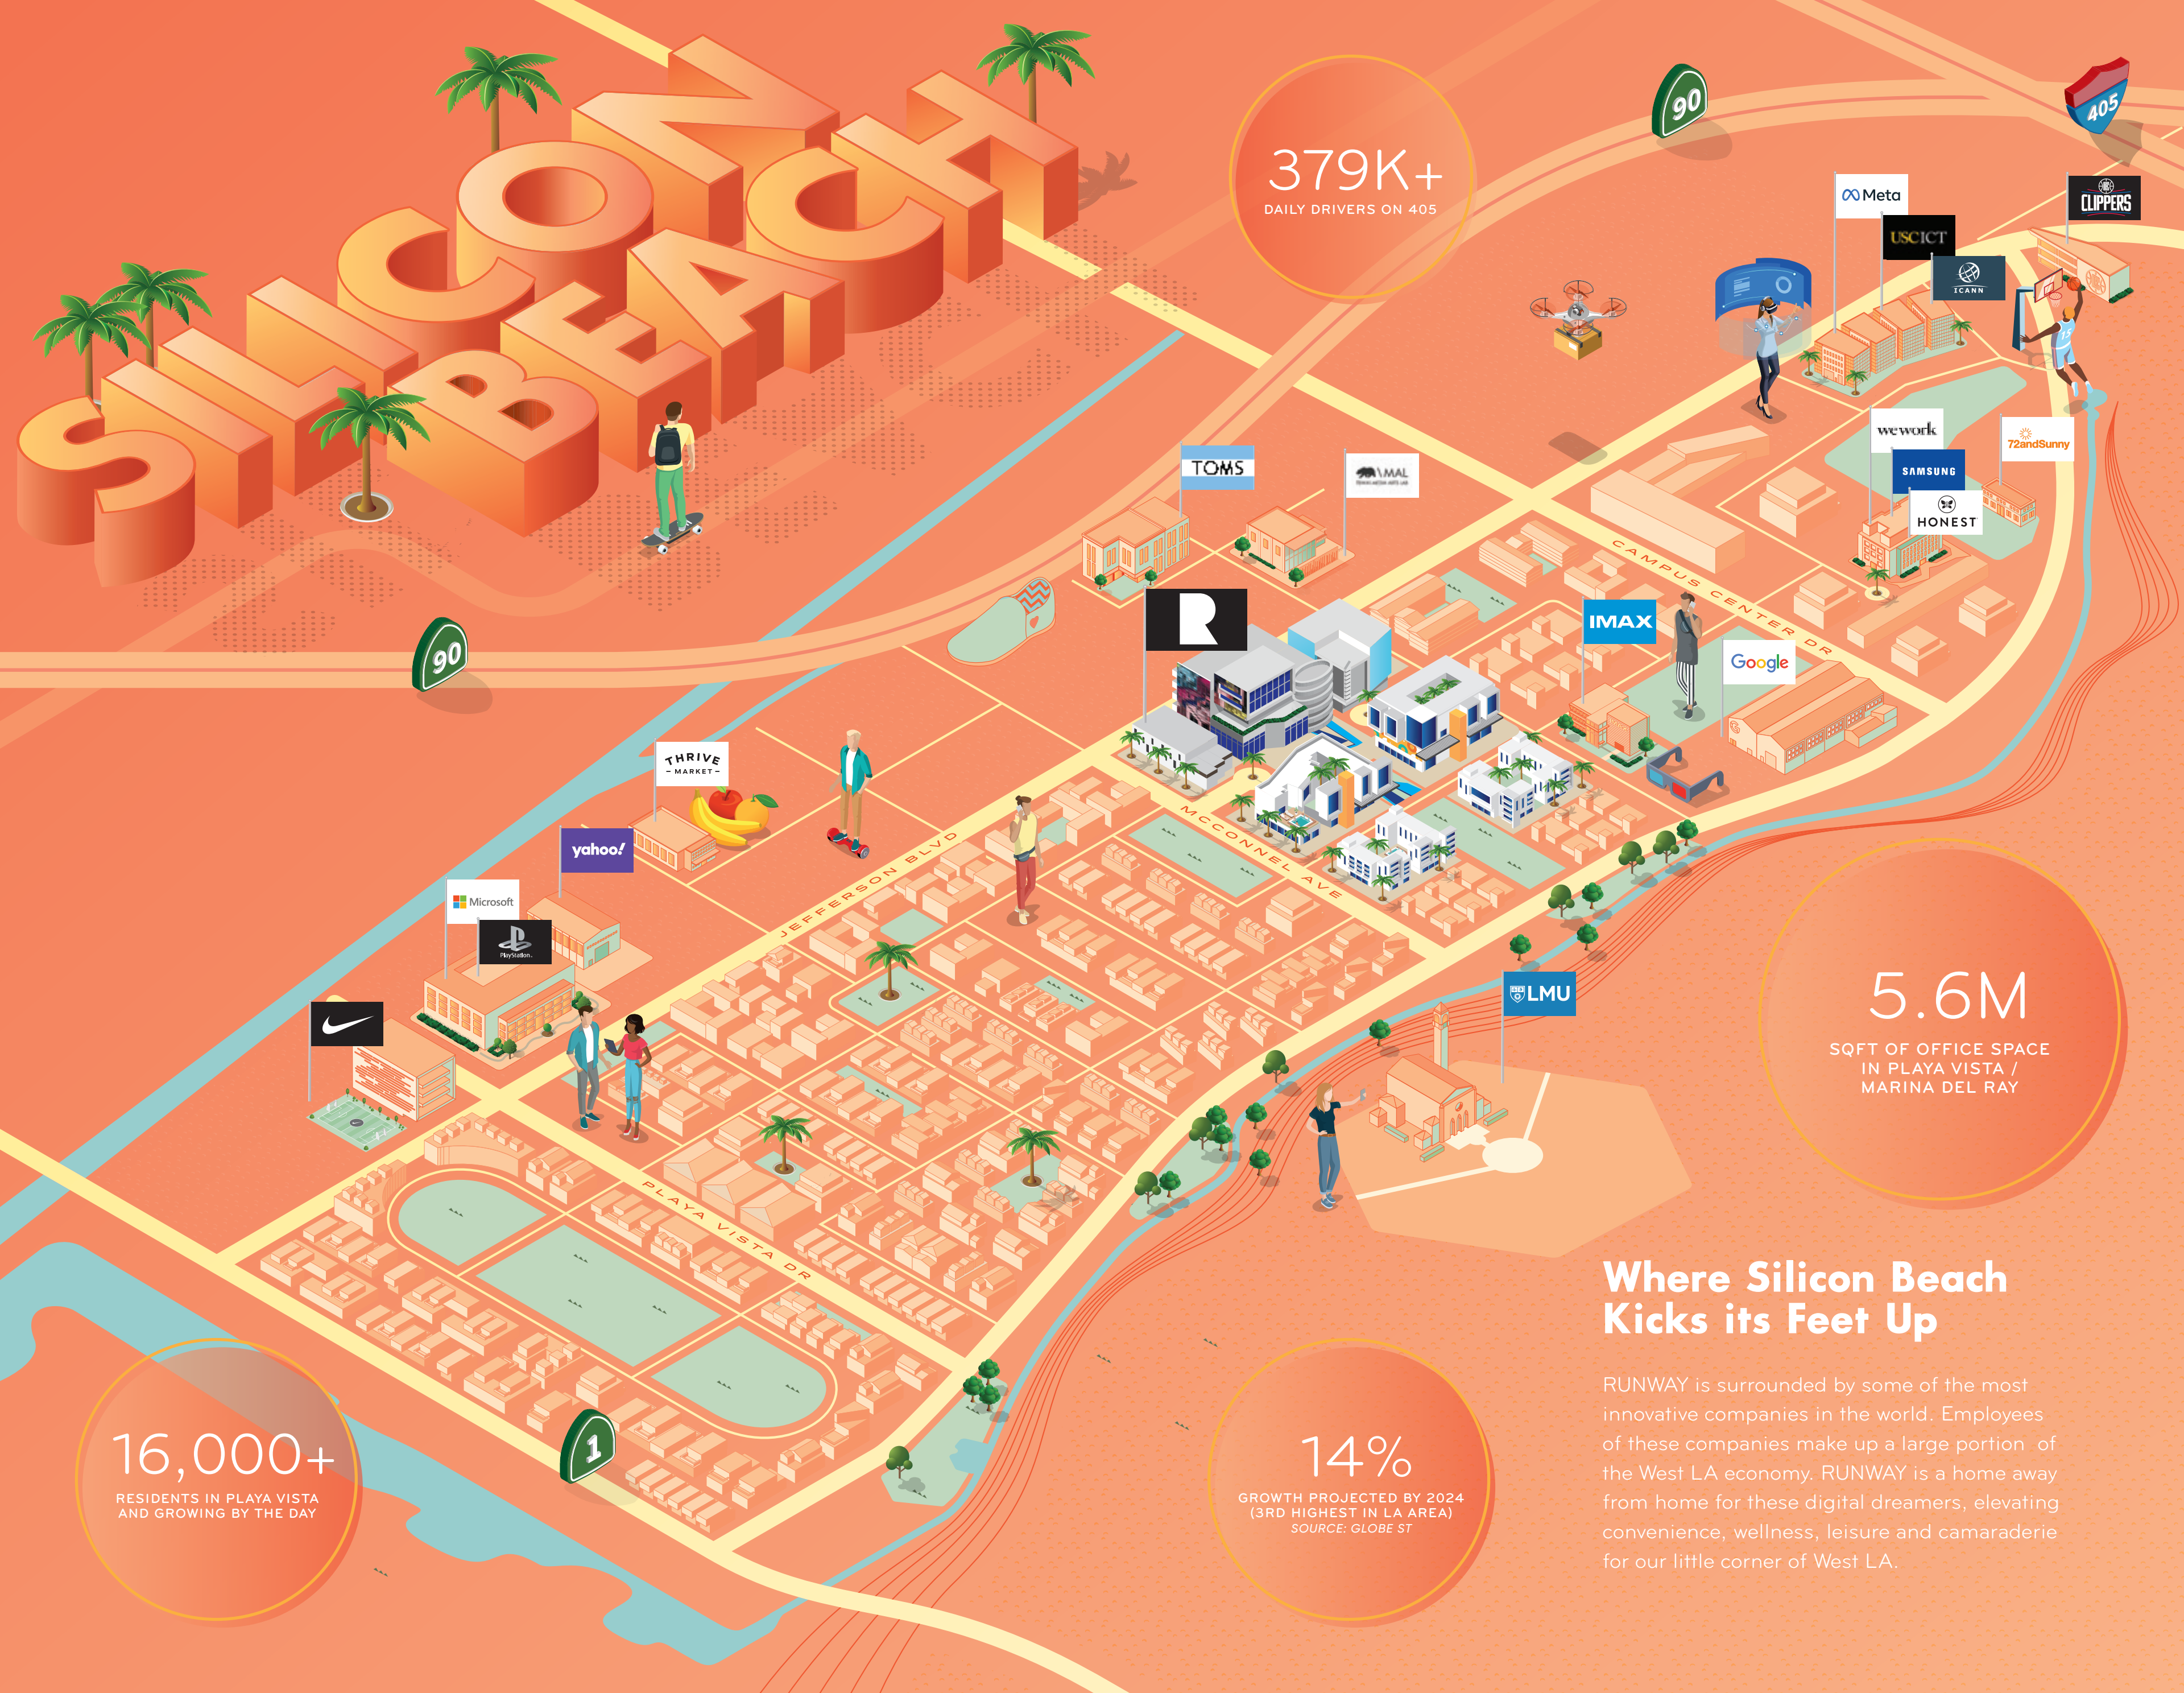 SILICON
BEACH
379K+
DAILY DRIVERS ON 405
90
405
Meta
USCICT
ICANN
CLIPPERS
15
wework
SAMSUNG
HONEST
72andSunny
TOMS
CAMPUS CENTER DR
R
IMAX
Google
90
THRIVE
MARKET
yahoo!
Microsoft
PlayStation
JEFFERSON BLVD
MCCONNEL AVE
LMU
PLAYA VISTA DR
5.6M
SQFT OF OFFICE SPACE
IN PLAYA VISTA /
MARINA DEL RAY
1
16,000+
RESIDENTS IN PLAYA VISTA
AND GROWING BY THE DAY
14%
GROWTH PROJECTED BY 2024
(3RD HIGHEST IN LA AREA)
SOURCE: GLOBE ST
Where Silicon Beach
Kicks its Feet Up
RUNWAY is surrounded by some of the most
innovative companies in the world. Employees
of these companies make up a large portion of
the West LA economy. RUNWAY is a home away
from home for these digital dreamers, elevating
convenience, wellness, leisure and camaraderie
for our little corner of West LA.